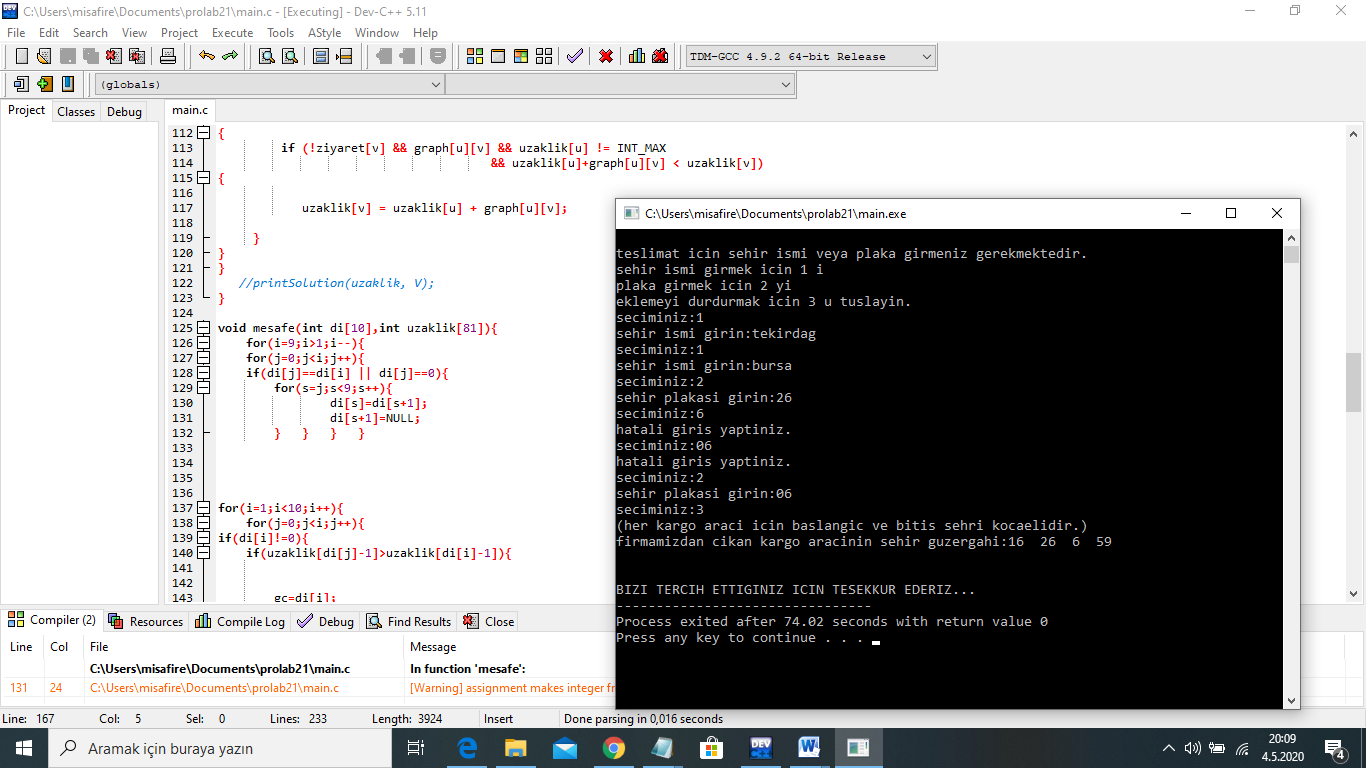 C:\Users\misafire\Documents\prolab21\main.c - [Executing] - Dev-C++ 5.11
File Edit Search View Project Execute Tools AStyle Window Help
TDM-GCC 4.9.2 64-bit Release
(globals)
Project Classes Debug
main.c
112 {
113 if (!ziyaret[v] && graph[u][v] && uzaklik[u] != INT_MAX
114 && uzaklik[u]+graph[u][v] < uzaklik[v])
115 {
116
117 uzaklik[v] = uzaklik[u] + graph[u][v];
118
119 }
120 }
121 }
122 //printSolution(uzaklik, V);
123 }
124
125 void mesafe(int di[10],int uzaklik[81]){
126 for(i=9;i>1;i--){
127 for(j=0;j<i;j++){
128 if(di[j]==di[i] || di[j]==0){
129 for(s=j;s<9;s++){
130 di[s]=di[s+1];
131 di[s+1]=NULL;
132 } } } }
133
134
135
136
137 for(i=1;i<10;i++){
138 for(j=0;j<i;j++){
139 if(di[i]!=0){
140 if(uzaklik[di[j]-1]>uzaklik[di[i]-1]){
141
142
143 gc=di[i];
C:\Users\misafire\Documents\prolab21\main.exe
teslimat icin sehir ismi veya plaka girmeniz gerekmektedir.
sehir ismi girmek icin 1 i
plaka girmek icin 2 yi
eklemeyi durdurmak icin 3 u tuslayin.
seciminiz:1
sehir ismi girin:tekirdag
seciminiz:1
sehir ismi girin:bursa
seciminiz:2
sehir plakasi girin:26
seciminiz:6
hatali giris yaptiniz.
seciminiz:06
hatali giris yaptiniz.
seciminiz:2
sehir plakasi girin:06
seciminiz:3
(her kargo araci icin baslangic ve bitis sehri kocaelidir.)
firmamizdan cikan kargo aracinin sehir guzergahi:16 26 6 59
BIZI TERCIH ETTIGINIZ ICIN TESEKKUR EDERIZ...
--------------------------------
Process exited after 74.02 seconds with return value 0
Press any key to continue . . .
Compiler (2) Resources Compile Log Debug Find Results Close
Line Col File Message
C:\Users\misafire\Documents\prolab21\main.c In function 'mesafe':
131 24 C:\Users\misafire\Documents\prolab21\main.c [Warning] assignment makes integer
Line: 167 Col: 5 Sel: 0 Lines: 233 Length: 3924 Insert Done parsing in 0,016 seconds
Aramak için buraya yazın
DEV
20:09
4.5.2020
4